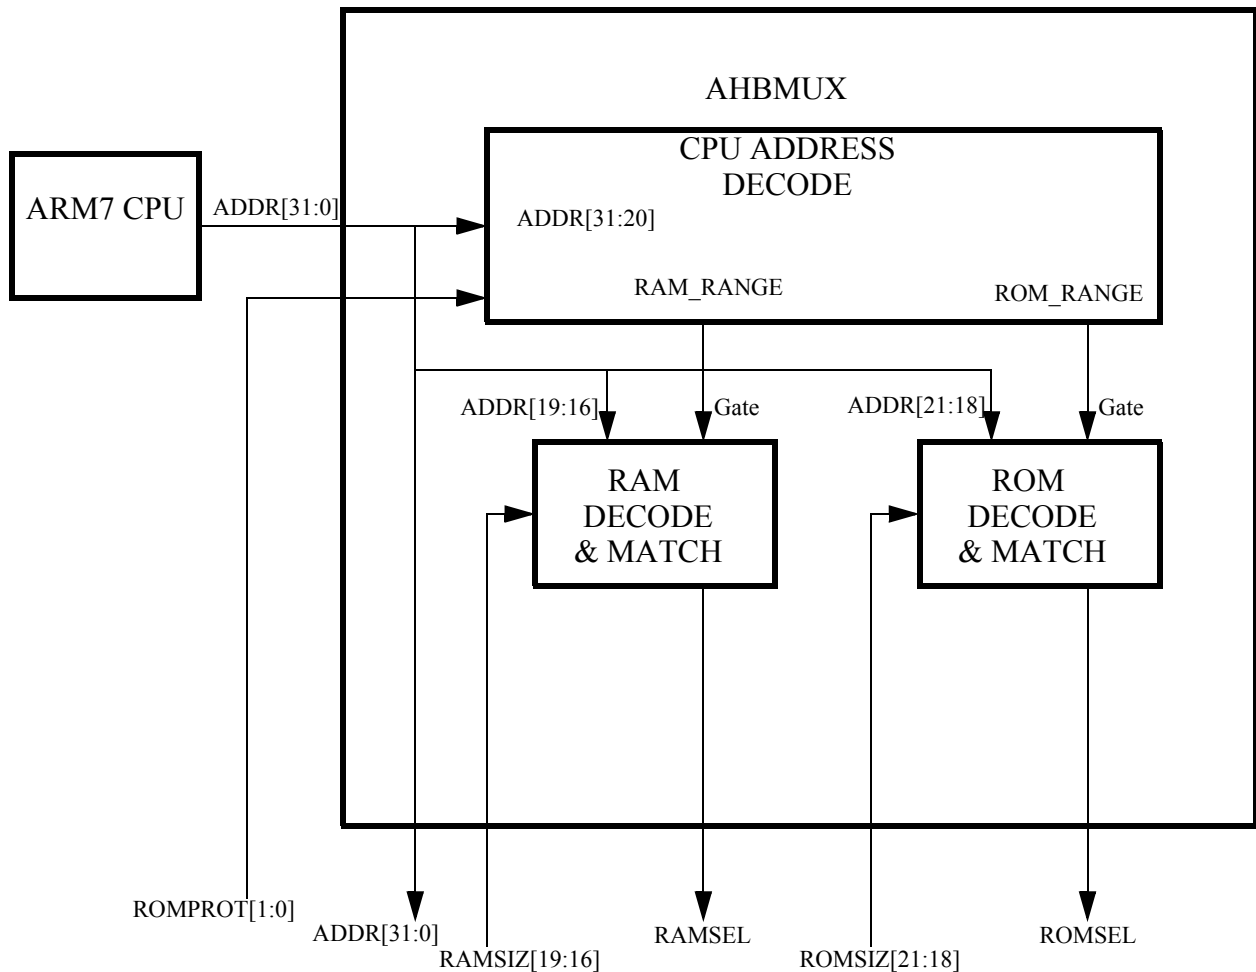 AHBMUX
CPU ADDRESS
DECODE
ARM7 CPU
ADDR[31:0]
ADDR[31:20]
RAM_RANGE
ROM_RANGE
ADDR[19:16]
Gate
ADDR[21:18]
Gate
RAM
DECODE
& MATCH
ROM
DECODE
& MATCH
ROMPROT[1:0]
ADDR[31:0]
RAMSIZ[19:16]
RAMSEL
ROMSIZ[21:18]
ROMSEL